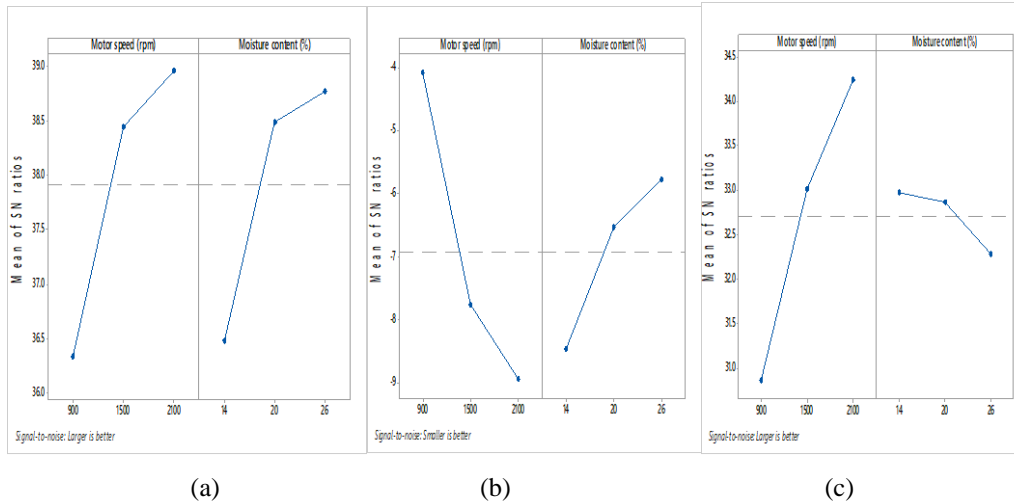 Motor speed (rpm) Moisture content (%)
39.0
38.5
38.0
37.5
37.0
36.5
36.0
Mean of SN ratios
900 1500 2100 14 20 26
Signal-to-noise: Larger is better
(a)
Motor speed (rpm) Moisture content (%)
-4
-5
-6
-7
-8
-9
Mean of SN ratios
900 1500 2100 14 20 26
Signal-to-noise: Smaller is better
(b)
Motor speed (rpm) Moisture content (%)
34.5
34.0
33.5
33.0
32.5
32.0
31.5
31.0
Mean of SN ratios
900 1500 2100 14 20 26
Signal-to-noise: Larger is better
(c)